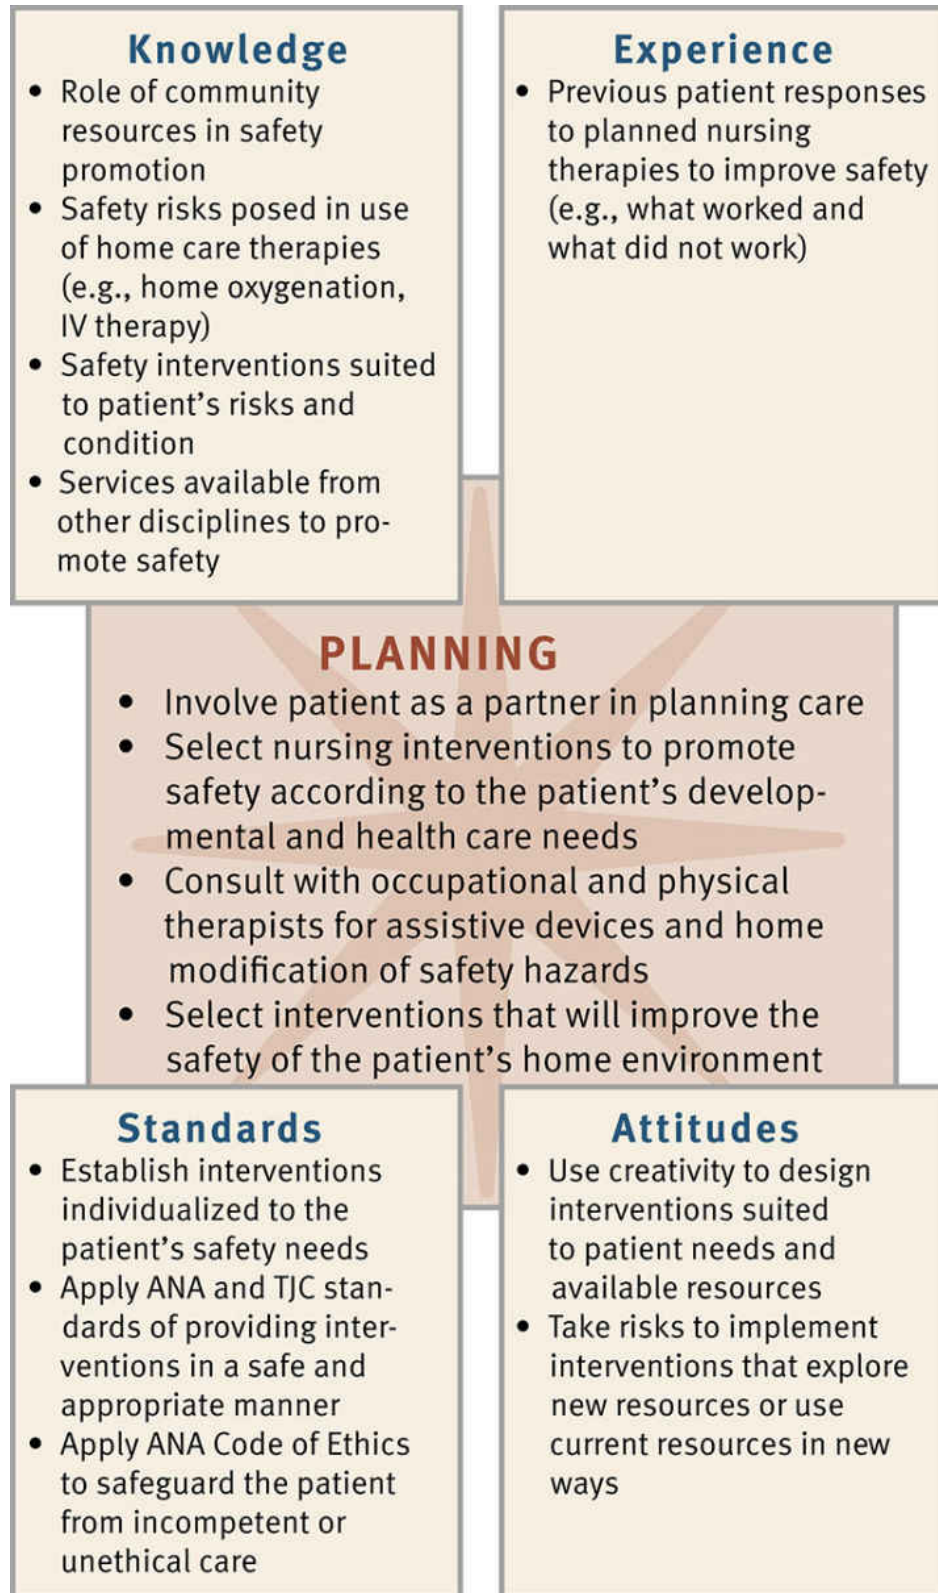 Knowledge
• Role of community
resources in safety
promotion
• Safety risks posed in use
of home care therapies
(e.g., home oxygenation,
IV therapy)
• Safety interventions suited
to patient’s risks and
condition
• Services available from
other disciplines to pro-
mote safety
Experience
• Previous patient responses
to planned nursing
therapies to improve safety
(e.g., what worked and
what did not work)
PLANNING
• Involve patient as a partner in planning care
• Select nursing interventions to promote
safety according to the patient’s develop-
mental and health care needs
• Consult with occupational and physical
therapists for assistive devices and home
modification of safety hazards
• Select interventions that will improve the
safety of the patient’s home environment
Standards
• Establish interventions
individualized to the
patient’s safety needs
• Apply ANA and TJC stan-
dards of providing inter-
ventions in a safe and
appropriate manner
• Apply ANA Code of Ethics
to safeguard the patient
from incompetent or
unethical care
Attitudes
• Use creativity to design
interventions suited
to patient needs and
available resources
• Take risks to implement
interventions that explore
new resources or use
current resources in new
ways